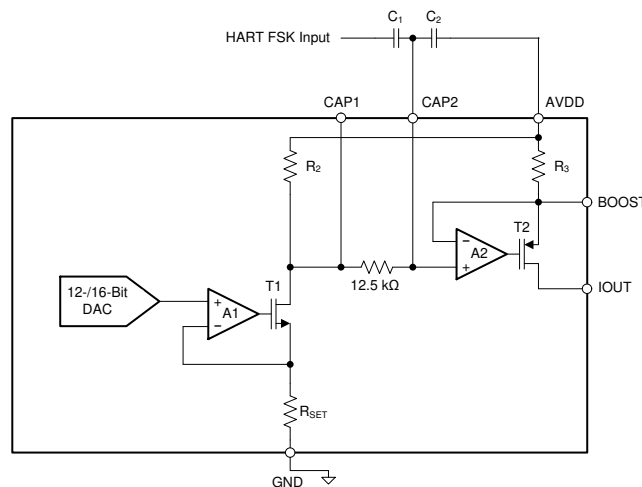 C1 C2
HART FSK Input
CAP1 CAP2 AVDD
R2 R3
BOOST
T2
A2
12-/16-Bit
DAC
T1
A1
12.5 kΩ
IOUT
RSET
GND
+
−
+
−